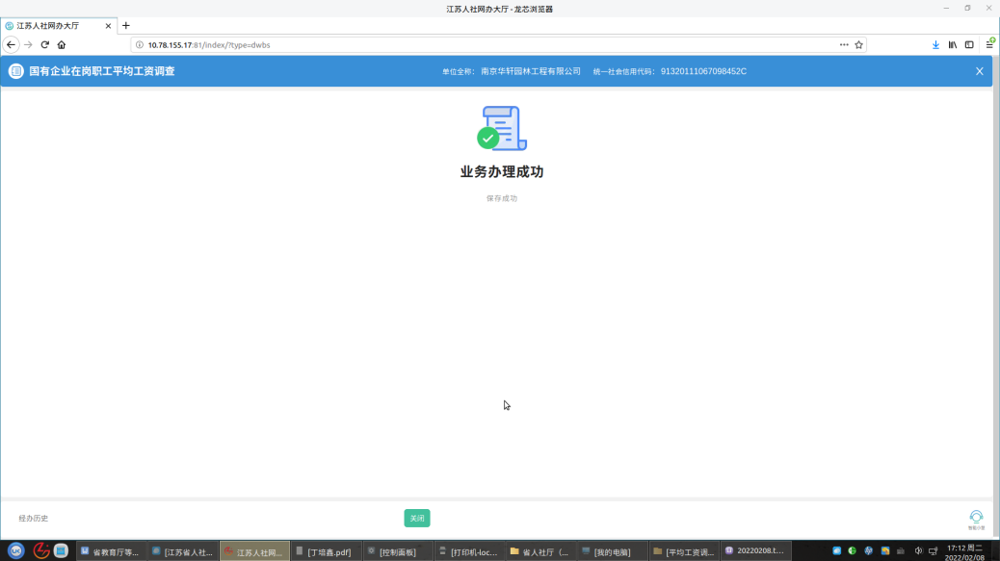 江苏人社网办大厅 - 龙芯浏览器
江苏人社网办大厅
10.78.155.17:81/index/?type=dwbs
国有企业在岗职工平均工资调查
单位全称： 南京华轩园林工程有限公司 统一社会信用代码： 91320111067098452C
X
业务办理成功
保存成功
经办历史
关闭
省教育厅等...
[江苏省人社...
江苏人社网...
[丁培鑫.pdf]
[控制面板]
[打印机-loc...
省人社厅（...
[我的电脑]
[平均工资调...
20220208.t...
17:12 周二
2022/02/08